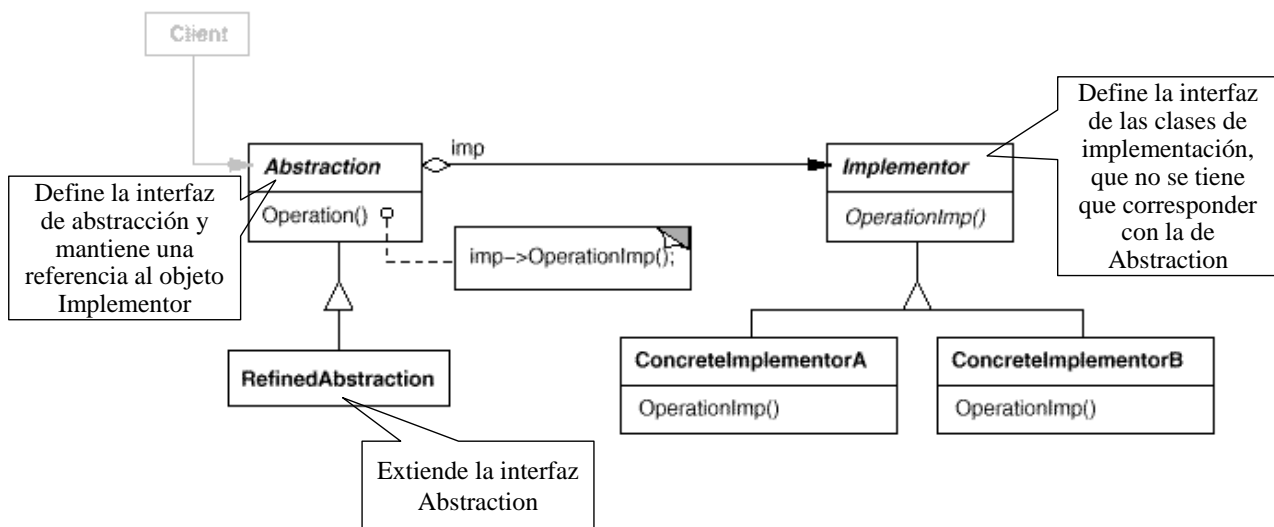 Client
Abstraction
Operation()
imp
Implementor
OperationImp()
Define la interfaz
de las clases de
implementación,
que no se tiene
que corresponder
con la de
Abstraction
Define la interfaz
de abstracción y
mantiene una
referencia al objeto
Implementor
imp->OperationImp();
RefinedAbstraction
ConcreteImplementorA
OperationImp()
ConcreteImplementorB
OperationImp()
Extiende la interfaz
Abstraction